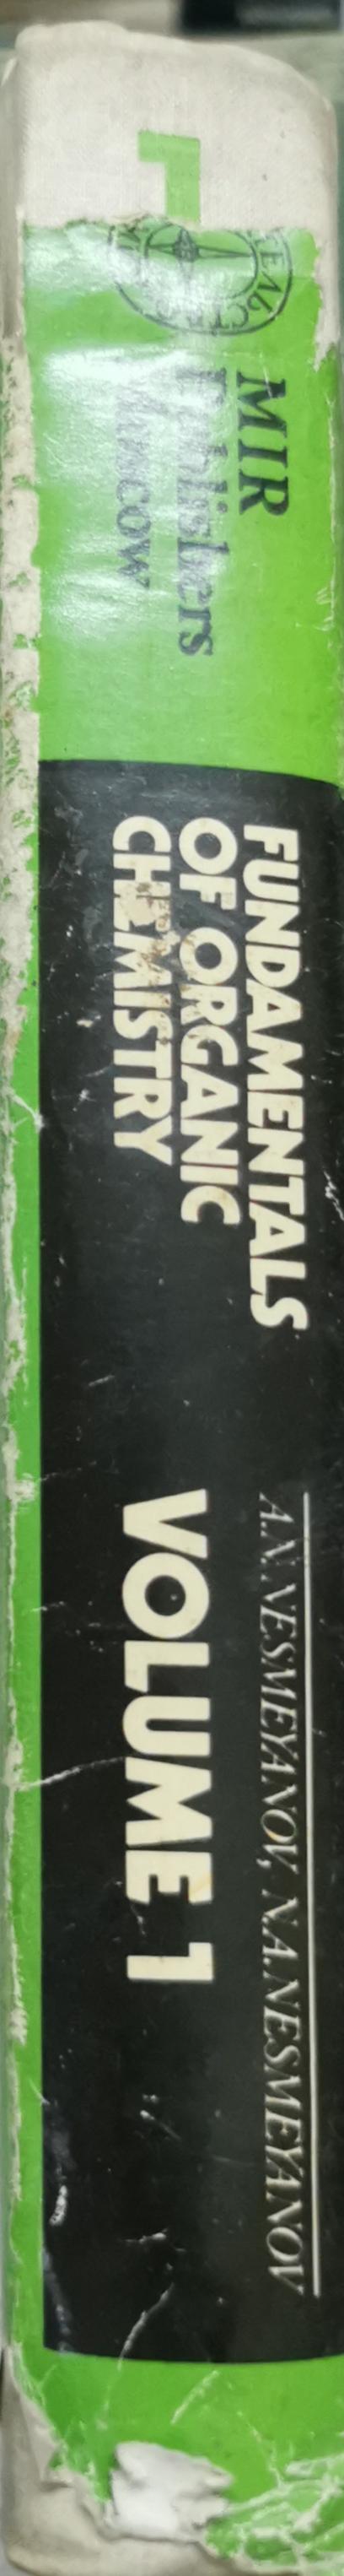 MIR
Publishers
Moscow
FUNDAMENTALS
OF ORGANIC
CHEMISTRY
A.N. NESMEYANOV, N.A. NESMEYANOV
VOLUME 1